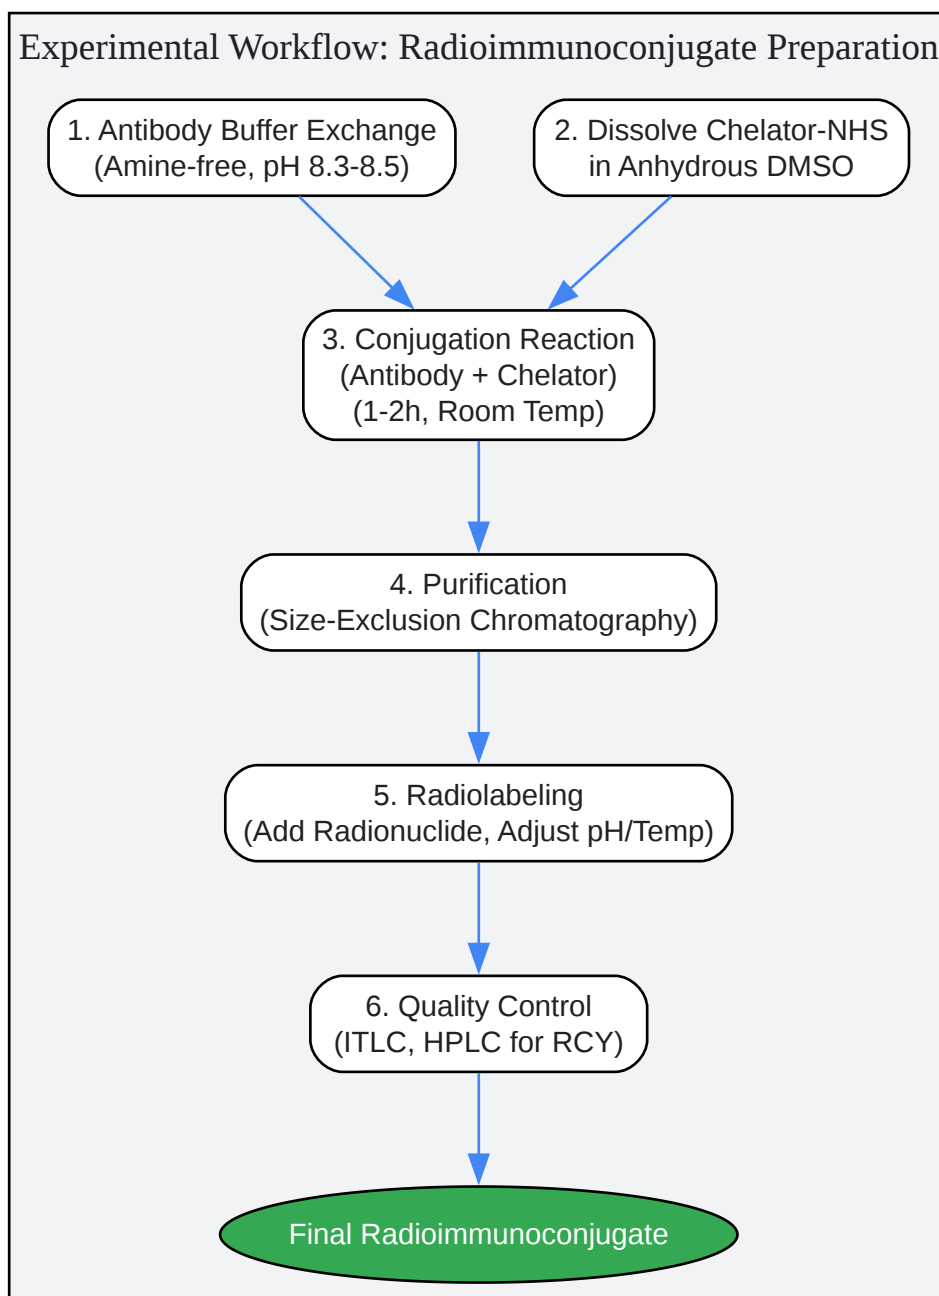 Experimental Workflow: Radioimmunoconjugate Preparation
1. Antibody Buffer Exchange
(Amine-free, pH 8.3-8.5)
2. Dissolve Chelator-NHS
in Anhydrous DMSO
3. Conjugation Reaction
(Antibody + Chelator)
(1-2h, Room Temp)
4. Purification
(Size-Exclusion Chromatography)
5. Radiolabeling
(Add Radionuclide, Adjust pH/Temp)
6. Quality Control
(ITLC, HPLC for RCY)
Final Radioimmunoconjugate